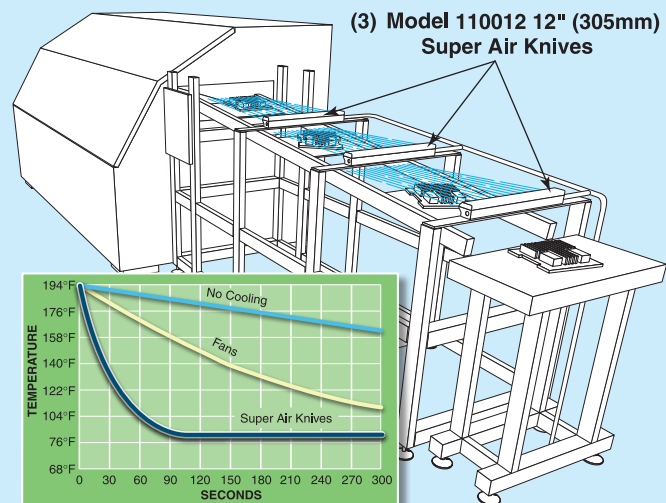 (3) Model 110012 12" (305mm)
Super Air Knives
TEMPERATURE
194°F
176°F
158°F
140°F
122°F
104°F
76°F
68°F
No Cooling
Fans
Super Air Knives
0 30 60 90 120 150 180 210 240 270 300
SECONDS